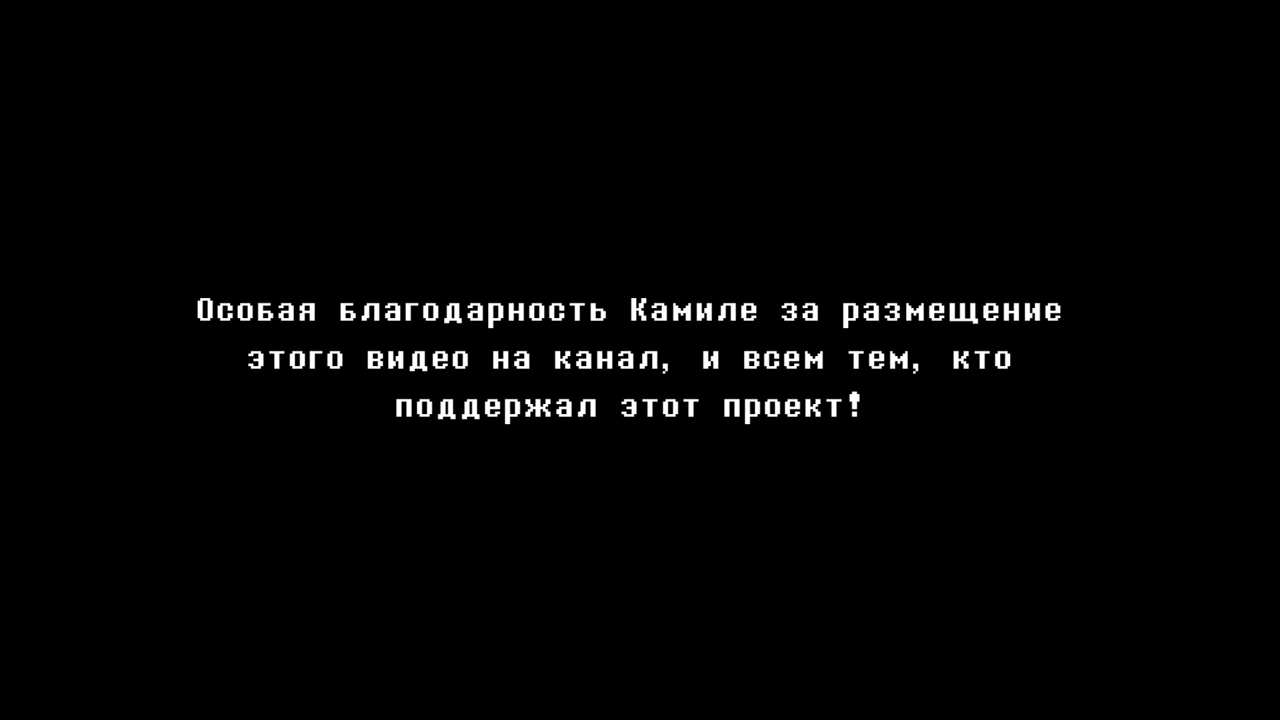 Особая благодарность Камиле за размещение
этого видео на канал, и всем тем, кто
поддержал этот проект!